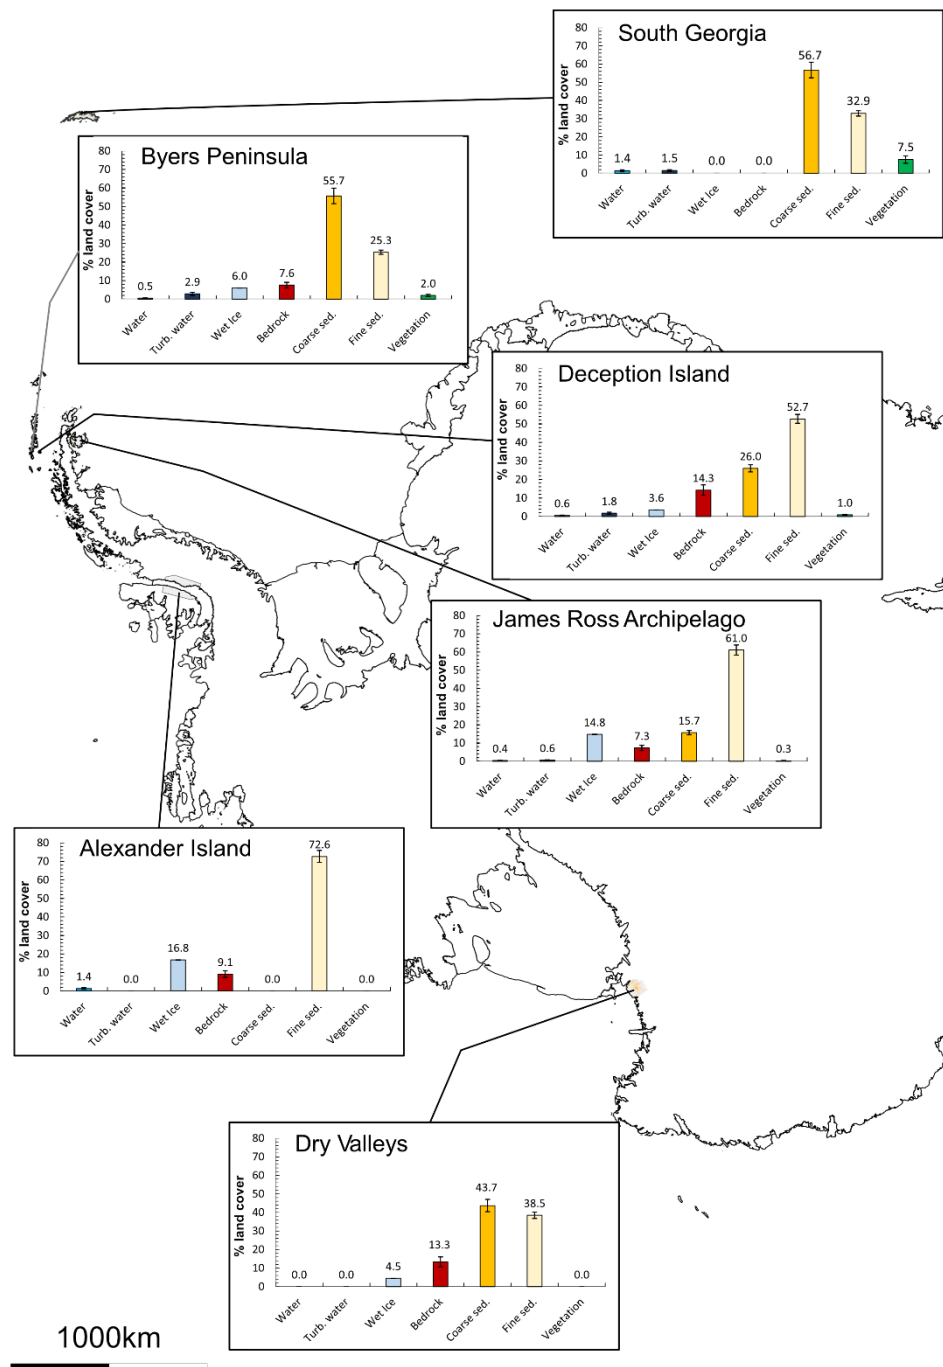 South Georgia
% land cover
80
70
60
50
40
30
20
10
0
1.4
1.5
0.0
0.0
56.7
32.9
7.5
Water
Turb. water
Wet Ice
Bedrock
Coarse sed.
Fine sed.
Vegetation
Byers Peninsula
% land cover
80
70
60
50
40
30
20
10
0
0.5
2.9
6.0
7.6
55.7
25.3
2.0
Water
Turb. water
Wet Ice
Bedrock
Coarse sed.
Fine sed.
Vegetation
Deception Island
% land cover
80
70
60
50
40
30
20
10
0
0.6
1.8
3.6
14.3
26.0
52.7
1.0
Water
Turb. water
Wet Ice
Bedrock
Coarse sed.
Fine sed.
Vegetation
James Ross Archipelago
% land cover
80
70
60
50
40
30
20
10
0
0.4
0.6
14.8
7.3
15.7
61.0
0.3
Water
Turb. water
Wet Ice
Bedrock
Coarse sed.
Fine sed.
Vegetation
Alexander Island
% land cover
80
70
60
50
40
30
20
10
0
1.4
0.0
16.8
9.1
0.0
72.6
0.0
Water
Turb. water
Wet Ice
Bedrock
Coarse sed.
Fine sed.
Vegetation
Dry Valleys
% land cover
80
70
60
50
40
30
20
10
0
0.0
0.0
4.5
13.3
43.7
38.5
0.0
Water
Turb. water
Wet Ice
Bedrock
Coarse sed.
Fine sed.
Vegetation
1000km